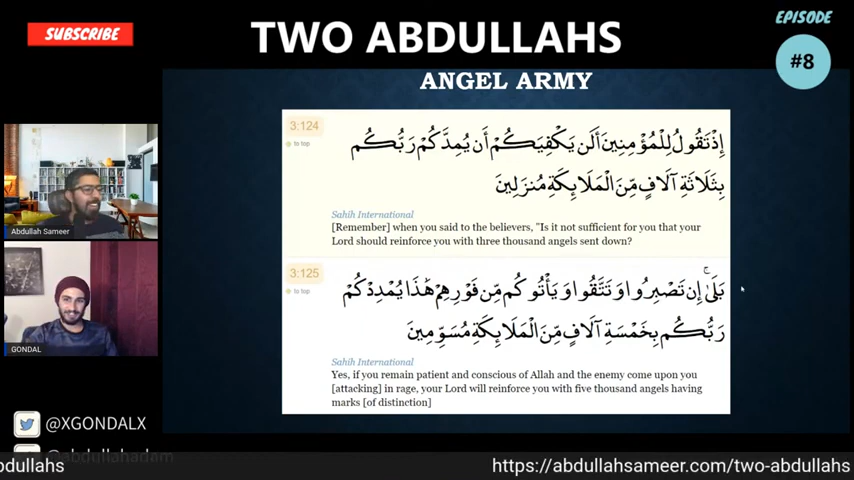 SUBSCRIBE
TWO ABDULLAHS
EPISODE
#8
ANGEL ARMY
3:124
to top
إِذْ تَقُولُ لِلْمُؤْمِنِينَ أَلَن يَكْفِيَكُمْ أَن يُمِدَّكُمْ رَبُّكُم
بِثَلَاثَةِ آلَافٍ مِّنَ الْمَلَائِكَةِ مُنزَلِينَ
Sahih International
[Remember] when you said to the believers, "Is it not sufficient for you that your
Lord should reinforce you with three thousand angels sent down?
3:125
to top
بَلَىٰ ۚ إِن تَصْبِرُوا وَتَتَّقُوا وَيَأْتُوكُم مِّن فَوْرِهِمْ هَٰذَا يُمْدِدْكُمْ
رَبُّكُم بِخَمْسَةِ آلَافٍ مِّنَ الْمَلَائِكَةِ مُسَوِّمِينَ
Sahih International
Yes, if you remain patient and conscious of Allah and the enemy come upon you
[attacking] in rage, your Lord will reinforce you with five thousand angels having
marks [of distinction]
Abdullah Sameer
GONDAL
@XGONDALX
@abdullahadam
bdullahs
https://abdullahsameer.com/two-abdullahs